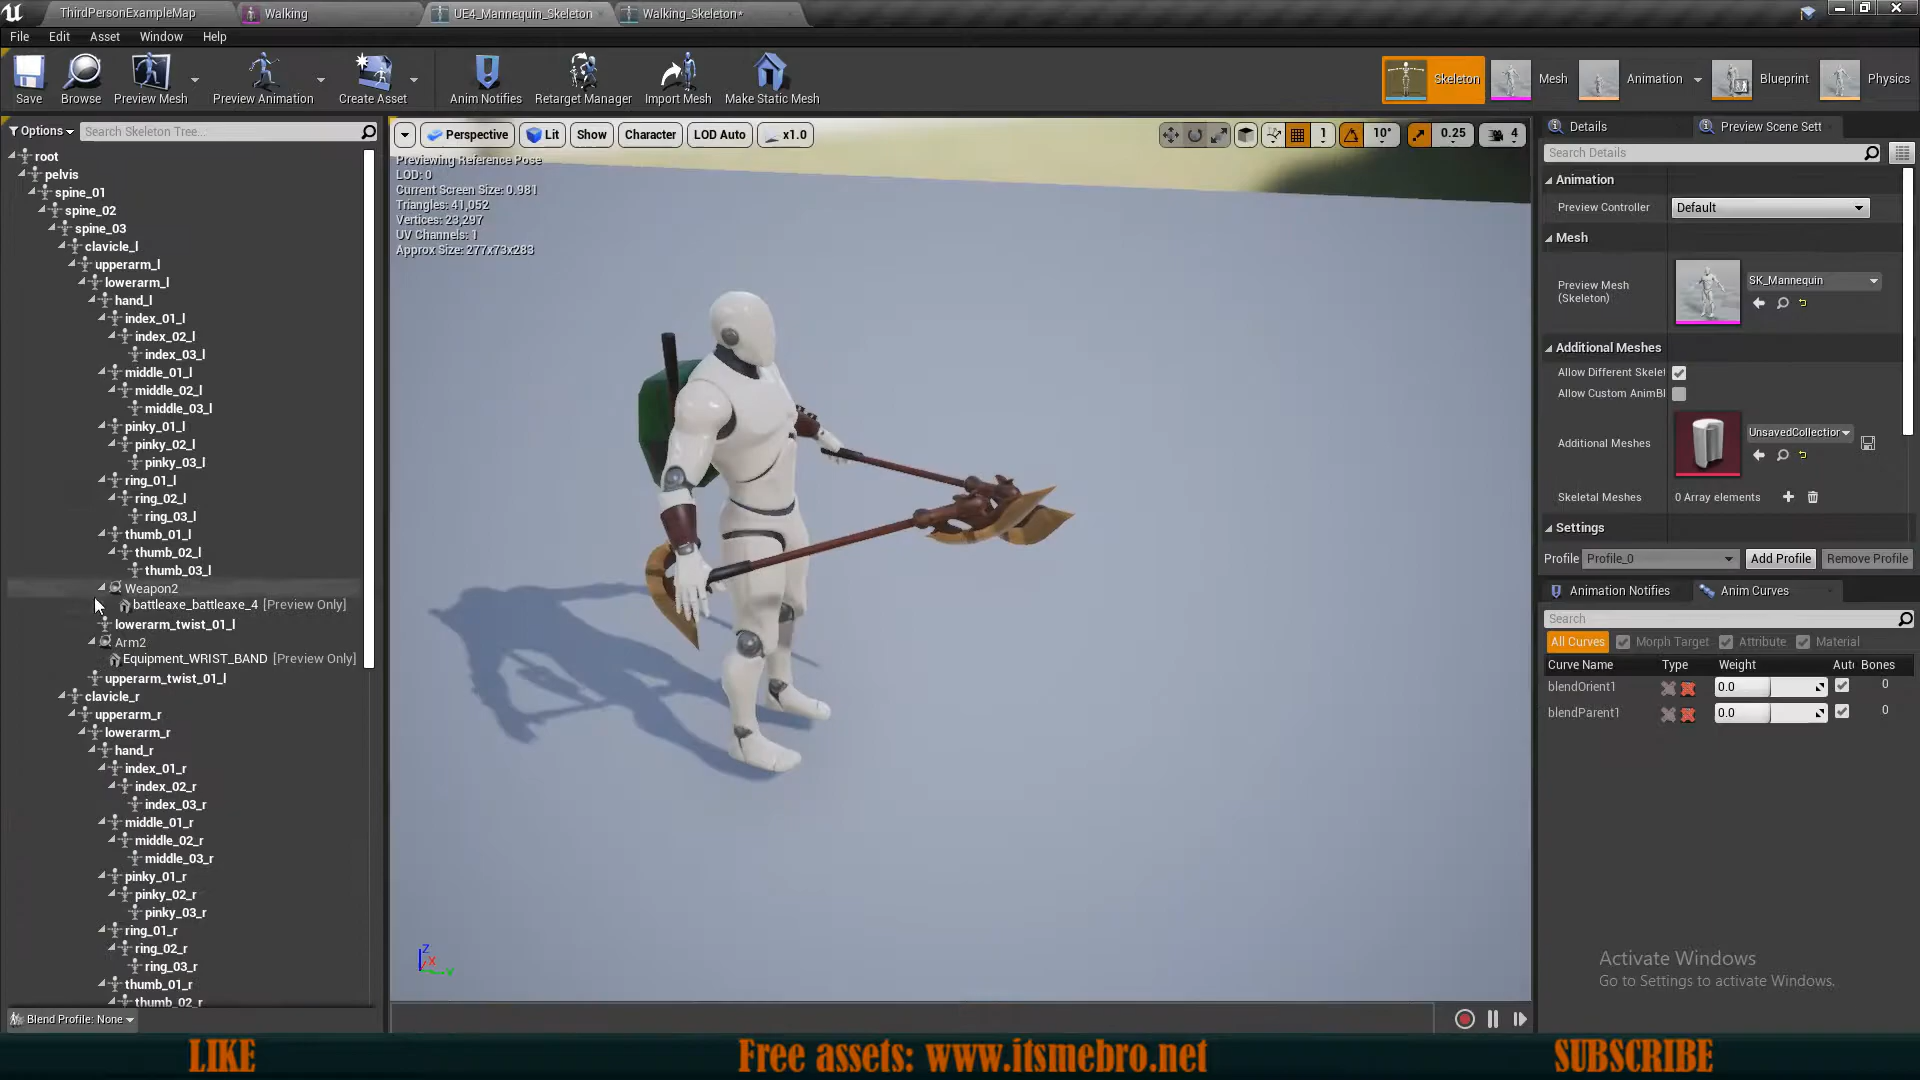 ThirdPersonExampleMap
Walking
UE4_Mannequin_Skeleton
Walking_Skeleton*
File Edit Asset Window Help
Save
Browse
Preview Mesh
Preview Animation
Create Asset
Anim Notifies
Retarget Manager
Import Mesh
Make Static Mesh
Skeleton
Mesh
Animation
Blueprint
Physics
Options
Search Skeleton Tree...
root
pelvis
spine_01
spine_02
spine_03
clavicle_l
upperarm_l
lowerarm_l
hand_l
index_01_l
index_02_l
index_03_l
middle_01_l
middle_02_l
middle_03_l
pinky_01_l
pinky_02_l
pinky_03_l
ring_01_l
ring_02_l
ring_03_l
thumb_01_l
thumb_02_l
thumb_03_l
Weapon2
battleaxe_battleaxe_4 [Preview Only]
lowerarm_twist_01_l
Arm2
Equipment_WRIST_BAND [Preview Only]
upperarm_twist_01_l
clavicle_r
upperarm_r
lowerarm_r
hand_r
index_01_r
index_02_r
index_03_r
middle_01_r
middle_02_r
middle_03_r
pinky_01_r
pinky_02_r
pinky_03_r
ring_01_r
ring_02_r
ring_03_r
thumb_01_r
thumb_02_r
Blend Profile: None
Perspective
Lit
Show
Character
LOD Auto
x1.0
1
10°
0.25
4
Previewing Reference Pose
LOD: 0
Current Screen Size: 0.981
Triangles: 41,052
Vertices: 23,297
UV Channels: 1
Approx Size: 277x73x283
Z
X
Y
Details
Preview Scene Sett
Search Details
Animation
Preview Controller
Default
Mesh
Preview Mesh
(Skeleton)
SK_Mannequin
Additional Meshes
Allow Different Skelet
Allow Custom AnimBl
Additional Meshes
UnsavedCollection
Skeletal Meshes
0 Array elements
Settings
Profile
Profile_0
Add Profile
Remove Profile
Animation Notifies
Anim Curves
Search
All Curves
Morph Target
Attribute
Material
Curve Name
Type
Weight
Auto
Bones
blendOrient1
0.0
0
blendParent1
0.0
0
Activate Windows
Go to Settings to activate Windows.
LIKE
Free assets: www.itsmebro.net
SUBSCRIBE